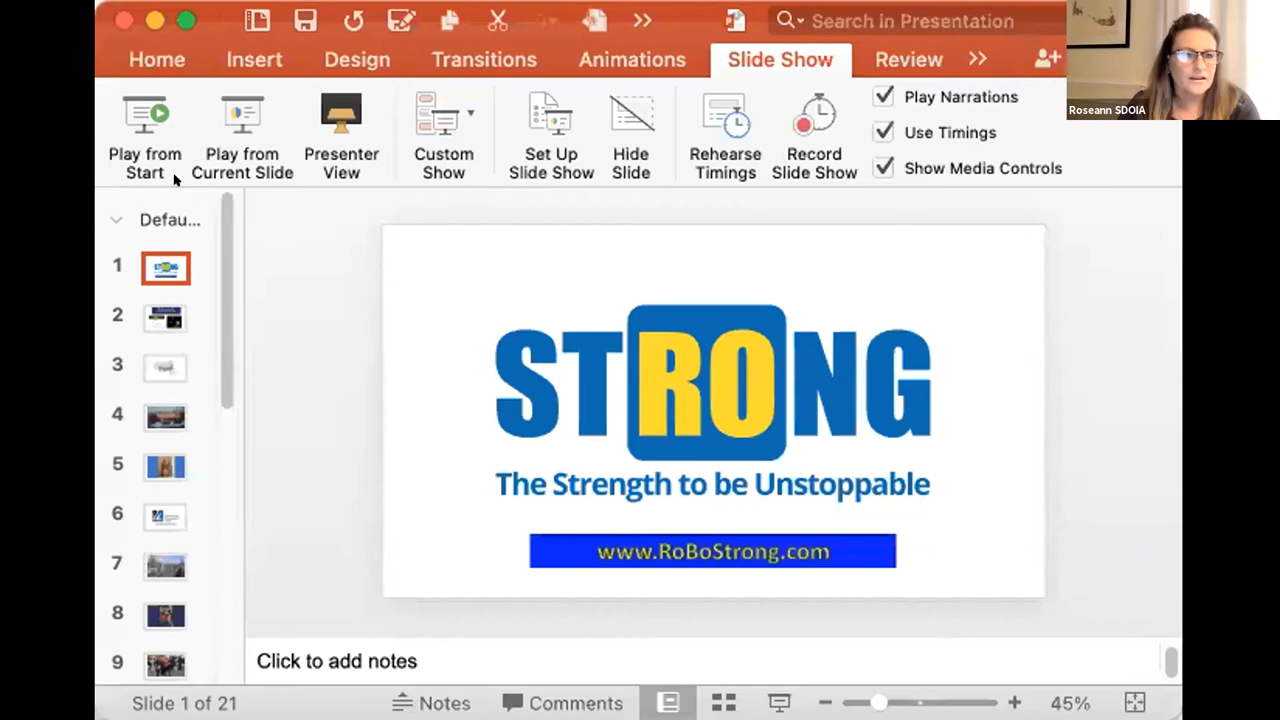 Search in Presentation
Home Insert Design Transitions Animations Slide Show Review
Roseann SDOIA
Play from Start
Play from Current Slide
Presenter View
Custom Show
Set Up Slide Show
Hide Slide
Rehearse Timings
Record Slide Show
Play Narrations
Use Timings
Show Media Controls
Defau...
1
2
3
4
5
6
7
8
9
STRONG
The Strength to be Unstoppable
www.RoBoStrong.com
Click to add notes
Slide 1 of 21 Notes Comments 45%